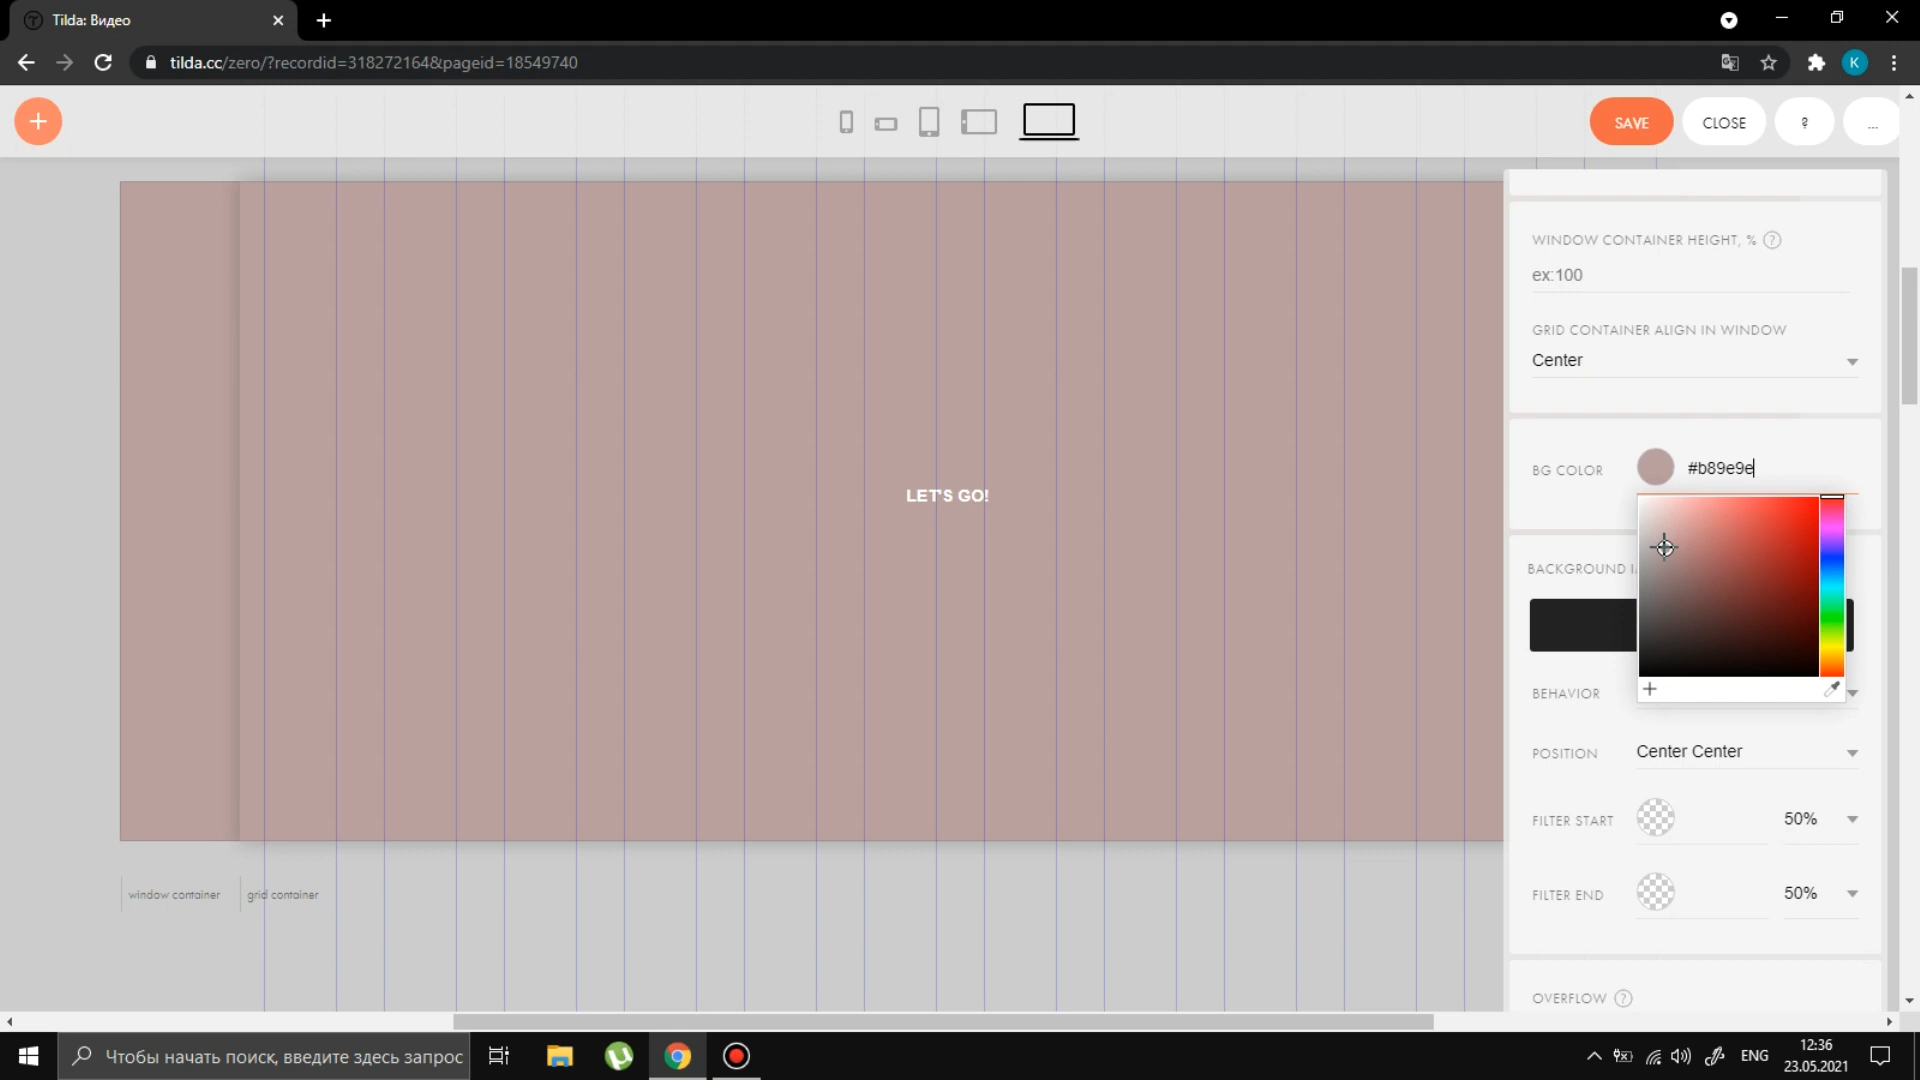 Tilda: Видео
tilda.cc/zero/?recordid=318272164&pageid=18549740
K
SAVE
CLOSE
?
...
WINDOW CONTAINER HEIGHT, % ?
ex:100
GRID CONTAINER ALIGN IN WINDOW
Center
BG COLOR
#b89e9e
LET'S GO!
BACKGROUND
BEHAVIOR
POSITION
Center Center
FILTER START
50%
FILTER END
50%
window container
grid container
OVERFLOW ?
Чтобы начать поиск, введите здесь запрос
ENG
12:36
23.05.2021